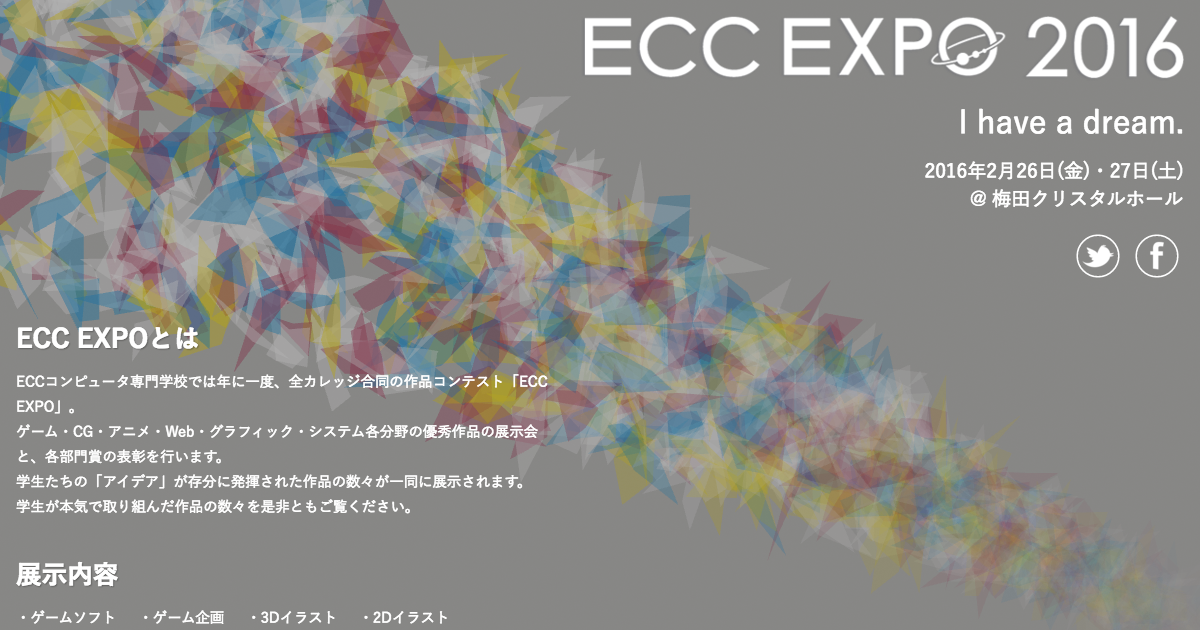 ECC EXPO 2016
I have a dream.
2016年2月26日(金)・27日(土)
@ 梅田クリスタルホール
ECC EXPOとは
ECCコンピュータ専門学校では年に一度、全カレッジ合同の作品コンテスト「ECC
EXPO」。
ゲーム・CG・アニメ・Web・グラフィック・システム各分野の優秀作品の展示会
と、各部門賞の表彰を行います。
学生たちの「アイデア」が存分に発揮された作品の数々が一同に展示されます。
学生が本気で取り組んだ作品の数々を是非ともご覧ください。
展示内容
・ゲームソフト ・ゲーム企画 ・3Dイラスト ・2Dイラスト